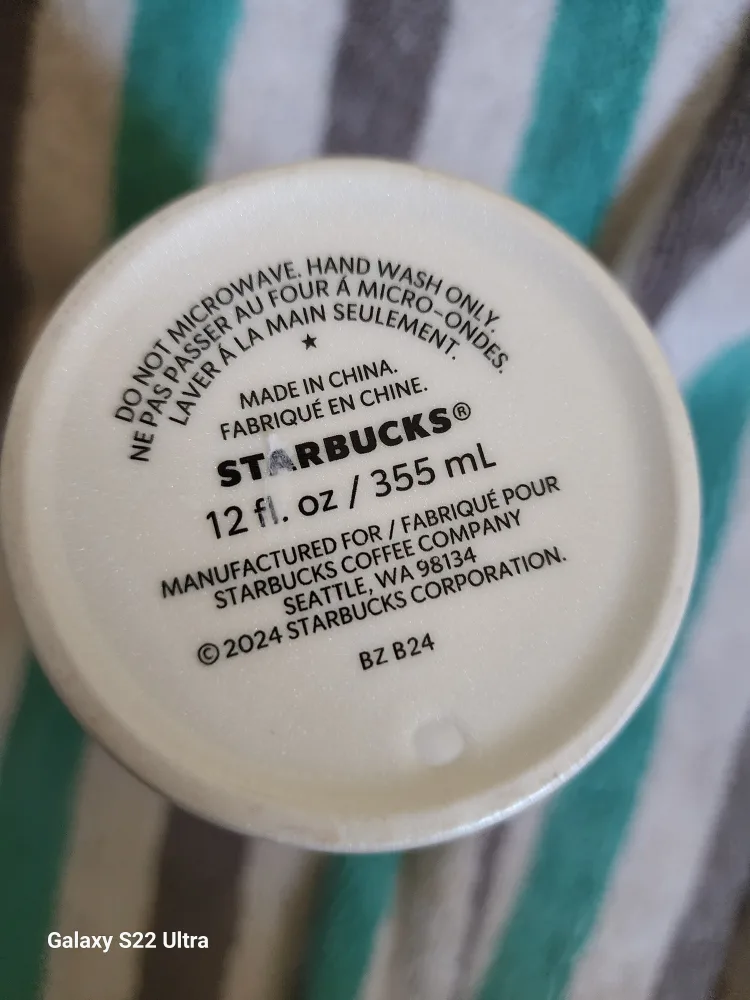 DO NOT MICROWAVE. HAND WASH ONLY.
NE PAS PASSER AU FOUR Á MICRO-ONDES.
LAVER Á LA MAIN SEULEMENT.
★
MADE IN CHINA.
FABRIQUÉ EN CHINE.
STARBUCKS®
12 fl. oz / 355 mL
MANUFACTURED FOR / FABRIQUÉ POUR
STARBUCKS COFFEE COMPANY
SEATTLE, WA 98134
©2024 STARBUCKS CORPORATION.
BZ B24
Galaxy S22 Ultra